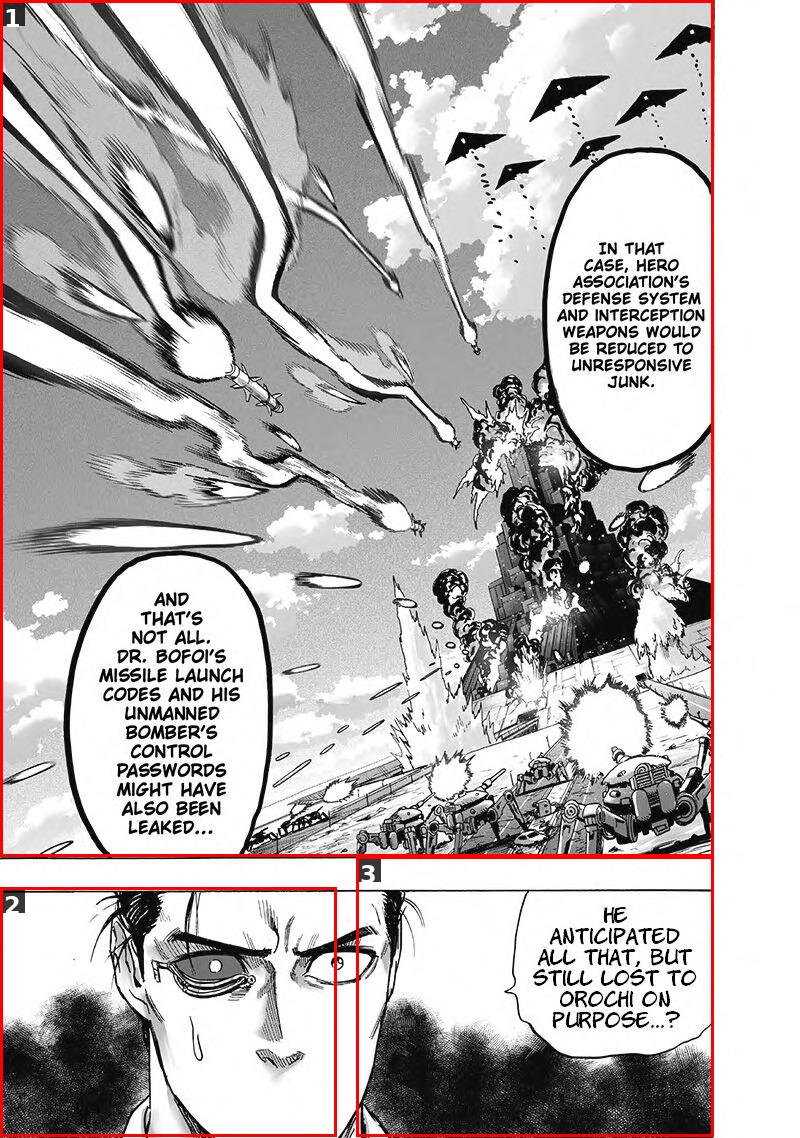 1
IN THAT
CASE, HERO
ASSOCIATION'S
DEFENSE SYSTEM
AND INTERCEPTION
WEAPONS WOULD
BE REDUCED TO
UNRESPONSIVE
JUNK.
AND
THAT'S
NOT ALL.
DR. BOFOI'S
MISSILE LAUNCH
CODES AND HIS
UNMANNED
BOMBER'S
CONTROL
PASSWORDS
MIGHT HAVE
ALSO BEEN
LEAKED...
2
3
HE
ANTICIPATED
ALL THAT, BUT
STILL LOST TO
OROCHI ON
PURPOSE...?